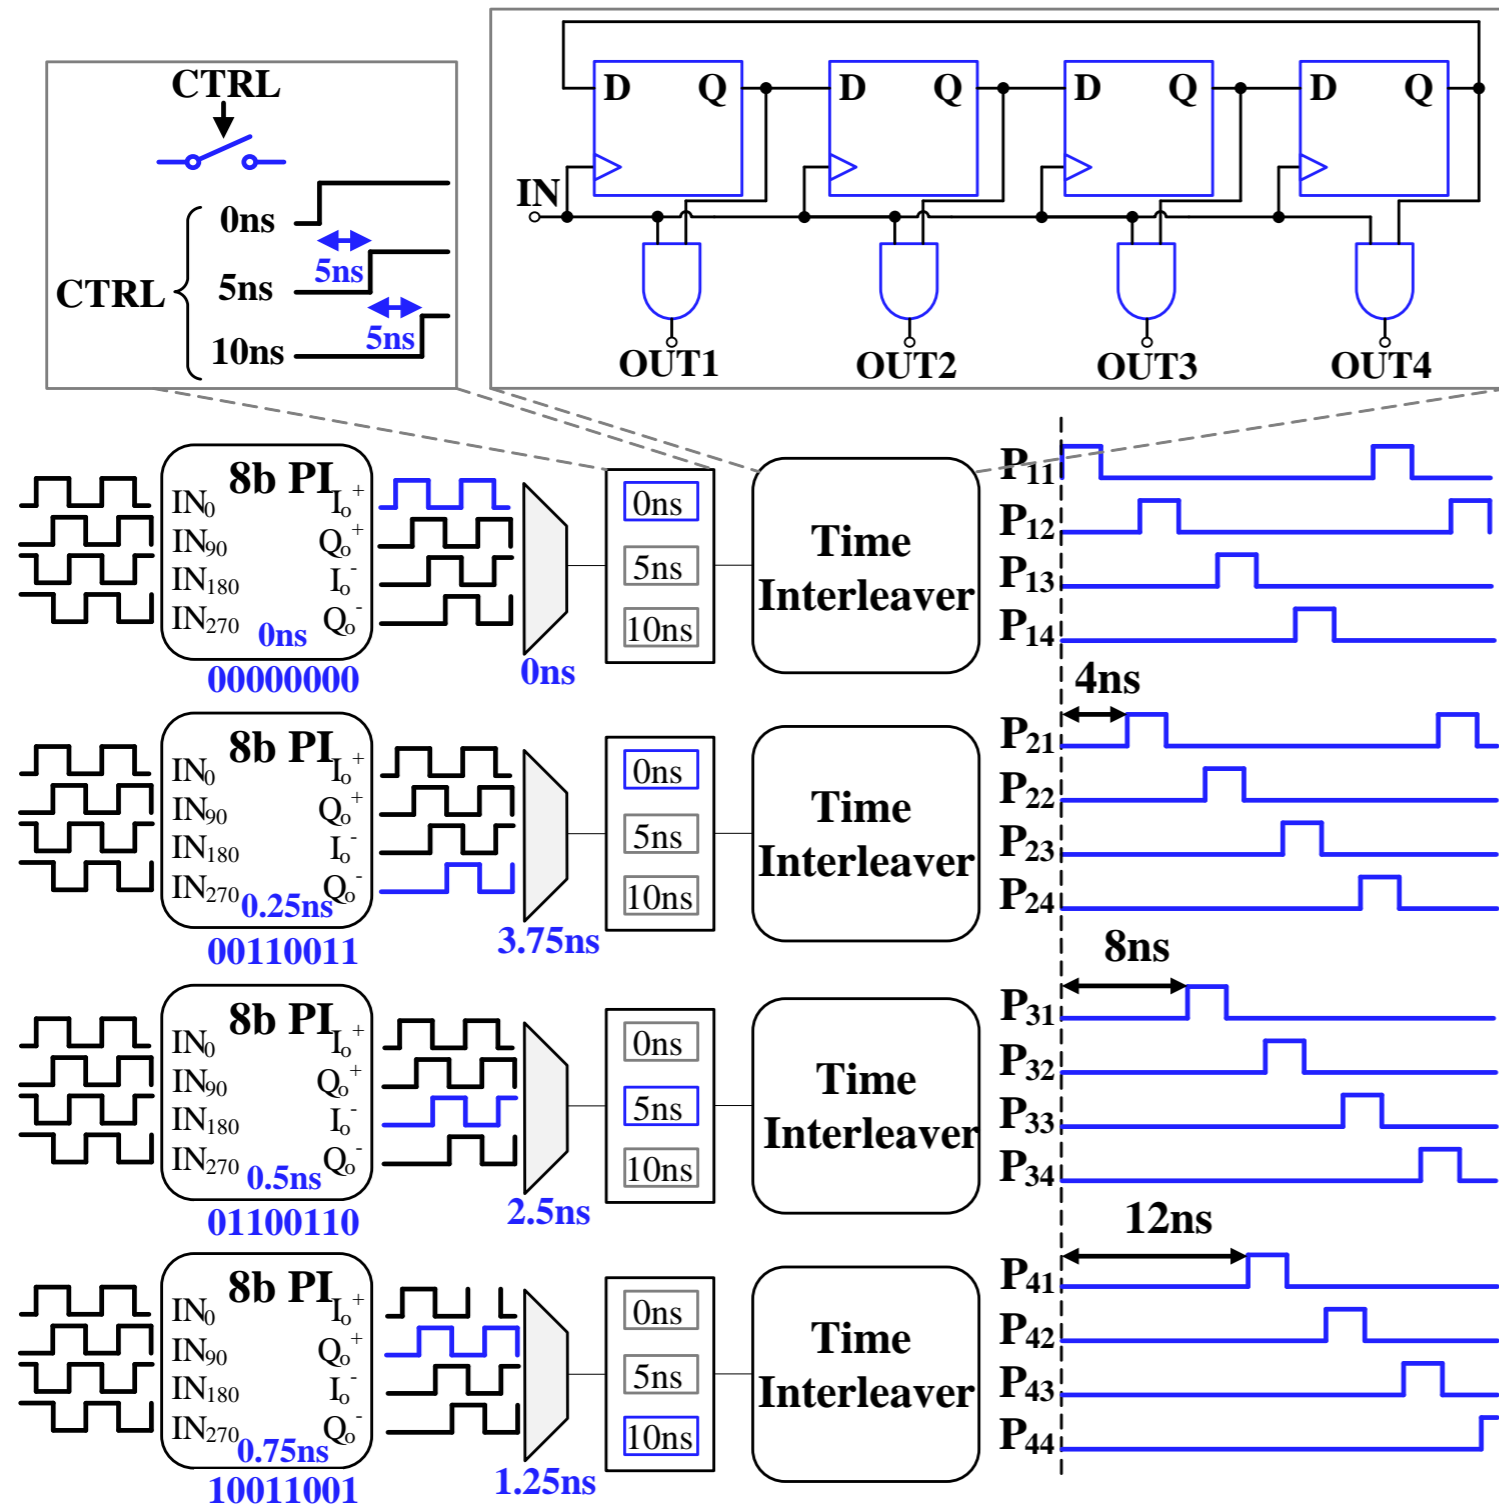 CTRL
0ns
5ns
CTRL
5ns
5ns
10ns
D Q D Q D Q D Q
IN
OUT1 OUT2 OUT3 OUT4
8b PI
IN0 Io+
IN90 Qo+
IN180 Io-
IN270 Qo-
0ns
00000000
0ns
0ns
5ns
10ns
Time
Interleaver
P11
P12
P13
P14
4ns
8b PI
IN0 Io+
IN90 Qo+
IN180 Io-
IN270 Qo-
0.25ns
00110011
3.75ns
0ns
5ns
10ns
Time
Interleaver
P21
P22
P23
P24
8ns
8b PI
IN0 Io+
IN90 Qo+
IN180 Io-
IN270 Qo-
0.5ns
01100110
2.5ns
0ns
5ns
10ns
Time
Interleaver
P31
P32
P33
P34
12ns
8b PI
IN0 Io+
IN90 Qo+
IN180 Io-
IN270 Qo-
0.75ns
10011001
1.25ns
0ns
5ns
10ns
Time
Interleaver
P41
P42
P43
P44